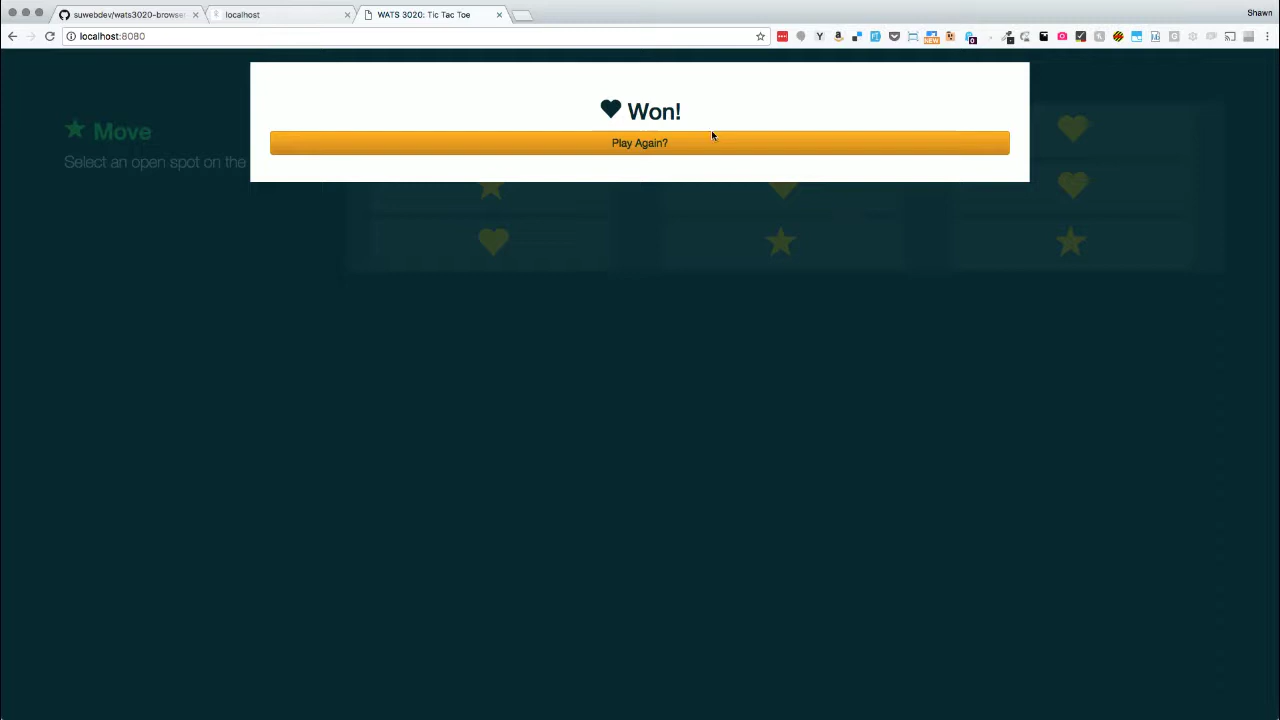 suwebdev/wats3020-browse
localhost
WATS 3020: Tic Tac Toe
Shawn
localhost:8080
Won!
Play Again?
Move
Select an open spot on the